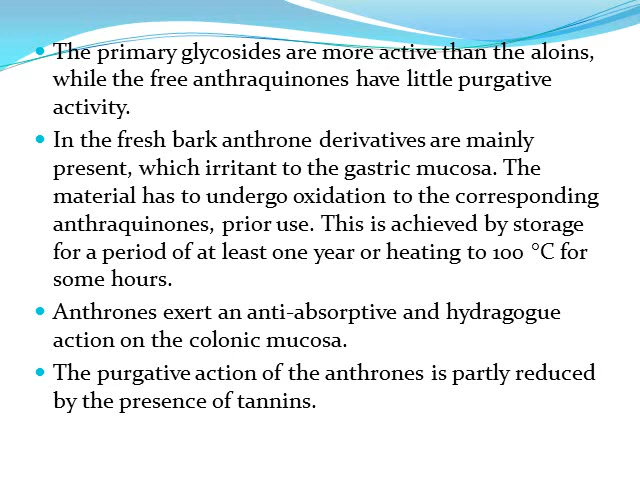 • The primary glycosides are more active than the aloins,
while the free anthraquinones have little purgative
activity.
• In the fresh bark anthrone derivatives are mainly
present, which irritant to the gastric mucosa. The
material has to undergo oxidation to the corresponding
anthraquinones, prior use. This is achieved by storage
for a period of at least one year or heating to 100 °C for
some hours.
• Anthrones exert an anti-absorptive and hydragogue
action on the colonic mucosa.
• The purgative action of the anthrones is partly reduced
by the presence of tannins.